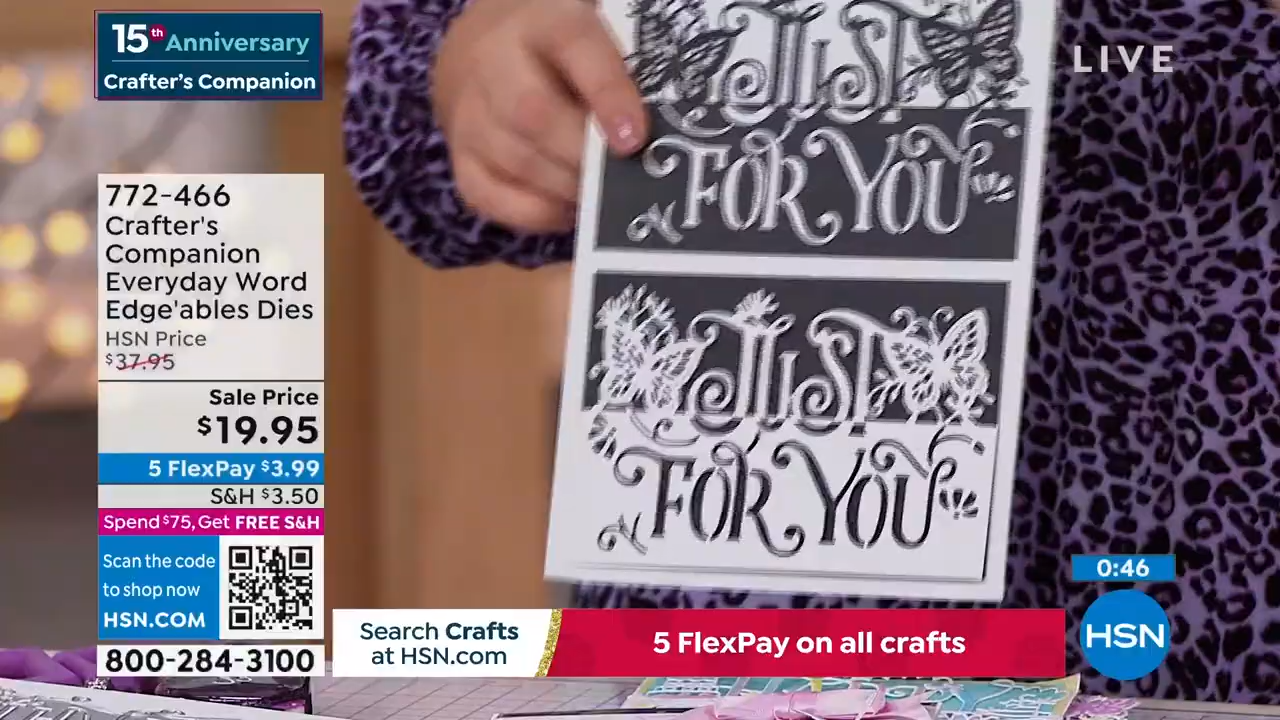 15th Anniversary
Crafter's Companion
LIVE
772-466
Crafter's
Companion
Everyday Word
Edge'ables Dies
HSN Price
$37.95
Sale Price
$19.95
5 FlexPay $3.99
S&H $3.50
Spend $75, Get FREE S&H
Scan the code
to shop now
HSN.COM
800-284-3100
JUST
FOR YOU
JUST
FOR YOU
Search Crafts
at HSN.com
5 FlexPay on all crafts
0:46
HSN